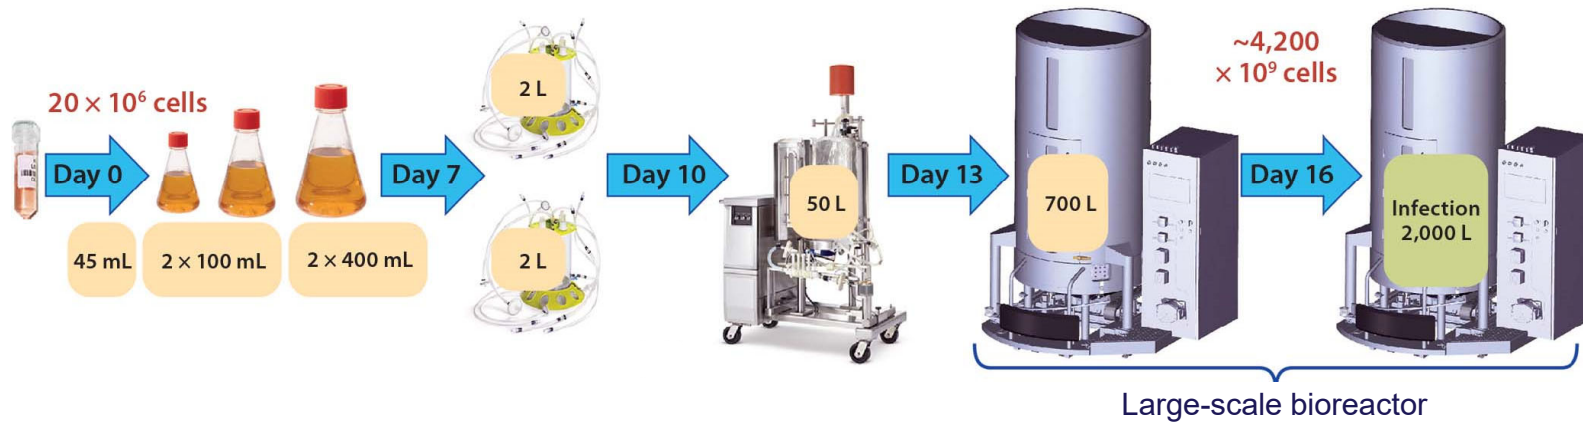 20 × 10⁶ cells
Day 0
45 mL
2 × 100 mL
2 × 400 mL
Day 7
2 L
2 L
Day 10
50 L
Day 13
700 L
~4,200
× 10⁹ cells
Day 16
Infection
2,000 L
Large-scale bioreactor